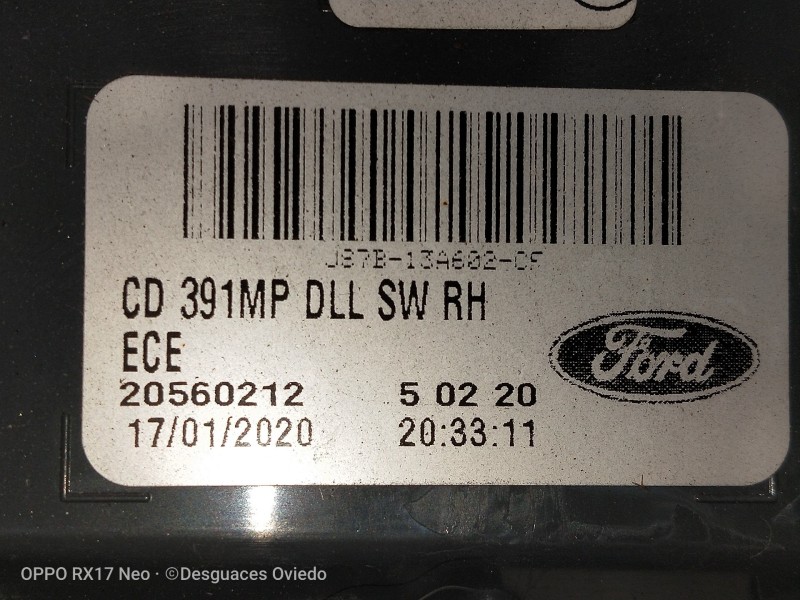 J87B-13A602-CF
CD 391MP DLL SW RH
ECE
20560212 5 02 20
17/01/2020 20:33:11
Ford
OPPO RX17 Neo · ©Desguaces Oviedo